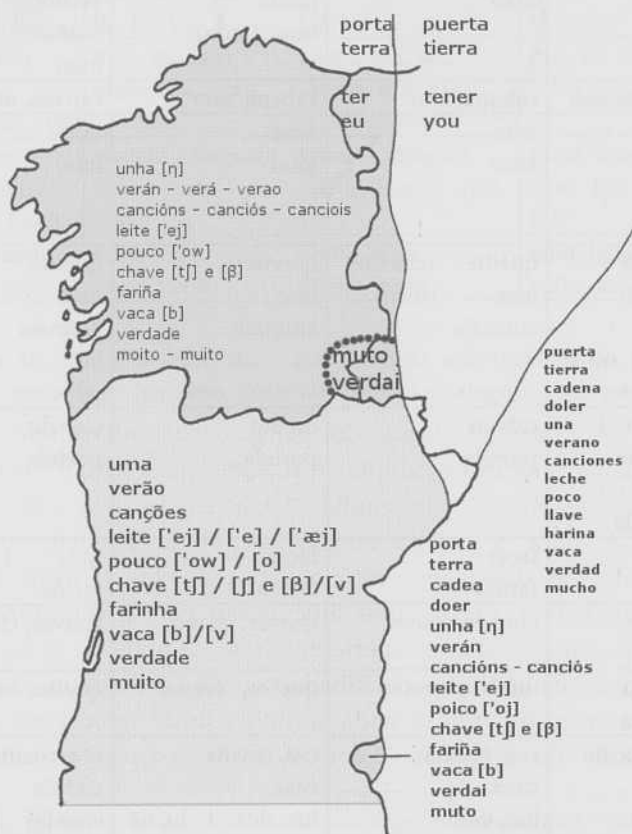 porta
terra
puerta
tierra
ter
eu
tener
you
unha [ŋ]
verán - verá - verao
cancións - canciós - canciois
leite ['ej]
pouco ['ow]
chave [tʃ] e [β]
fariña
vaca [b]
verdade
moito - muito
muto
verdai
puerta
tierra
cadena
doler
una
verano
canciones
leche
poco
llave
harina
vaca
verdad
mucho
uma
verão
canções
leite ['ej] / ['e] / ['æj]
pouco ['ow] / [o]
chave [tʃ] / [ʃ] e [β]/[v]
farinha
vaca [b]/[v]
verdade
muito
porta
terra
cadea
doer
unha [ŋ]
verán
cancións - canciós
leite ['ej]
poico ['oj]
chave [tʃ] e [β]
fariña
vaca [b]
verdai
muto